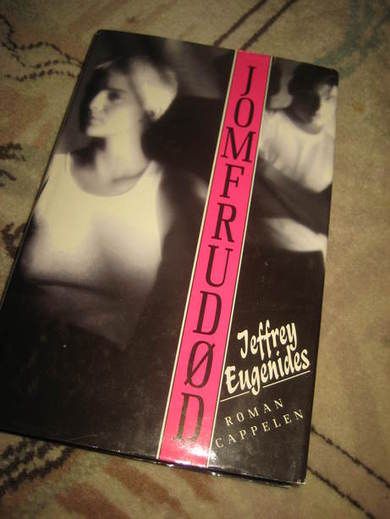 JOMFRUDØD
Jeffrey
Eugenides
ROMAN
CAPPELEN